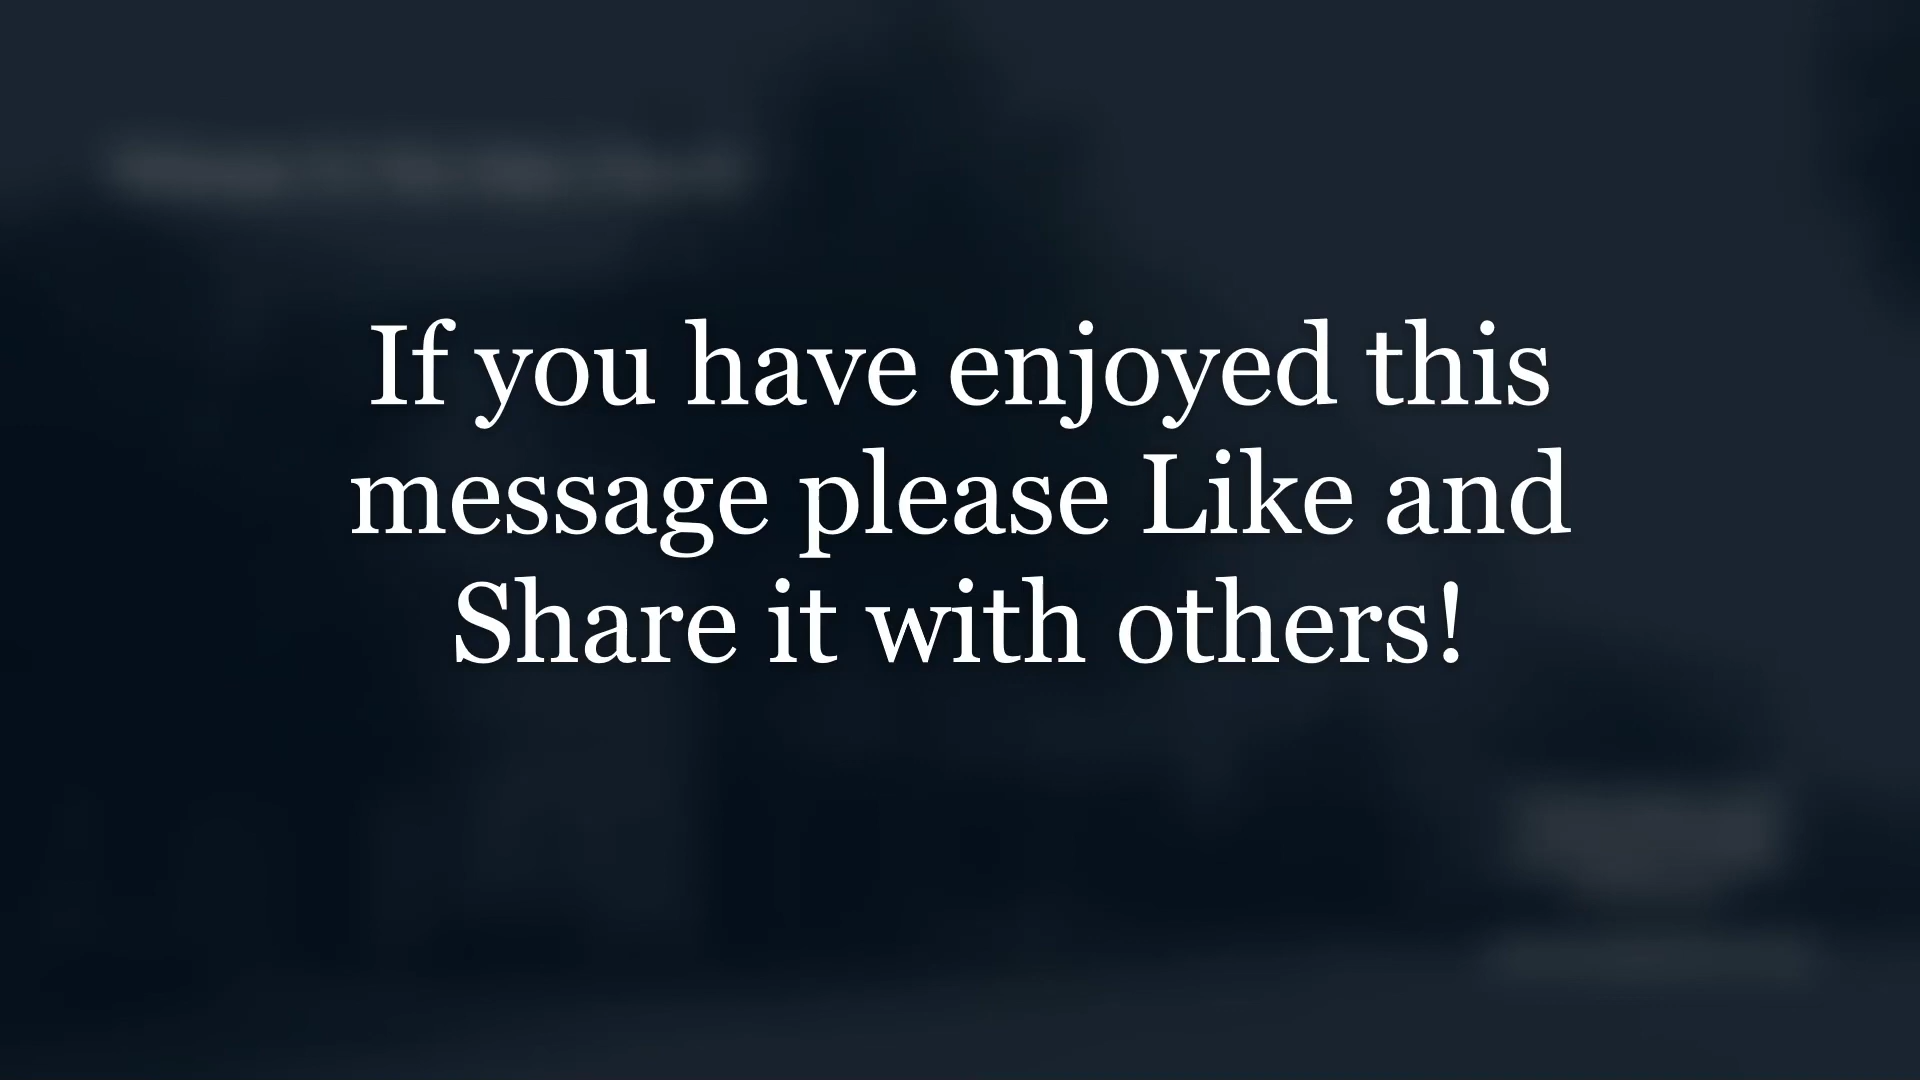 If you have enjoyed this
message please Like and
Share it with others!